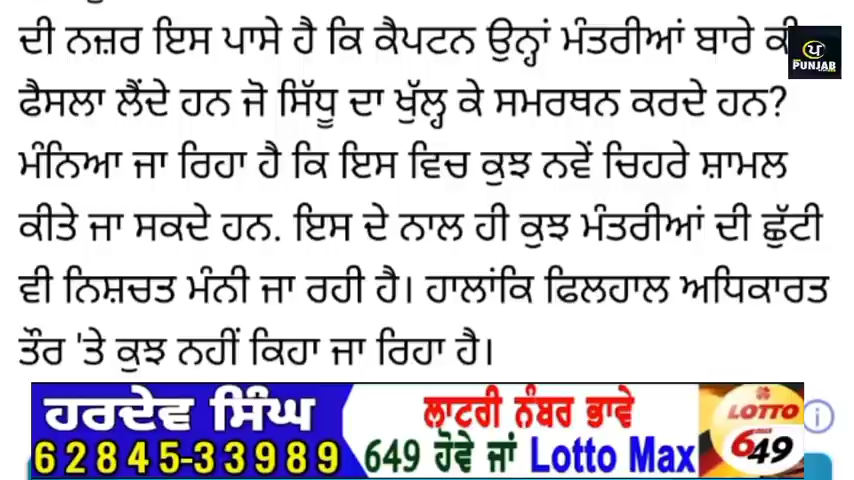 ਦੀ ਨਜ਼ਰ ਇਸ ਪਾਸੇ ਹੈ ਕਿ ਕੈਪਟਨ ਉਨ੍ਹਾਂ ਮੰਤਰੀਆਂ ਬਾਰੇ
ਪੰ
PUNJAB
ਫੈਸਲਾ ਲੈਂਦੇ ਹਨ ਜੋ ਸਿੱਧੂ ਦਾ ਖੁੱਲ੍ਹ ਕੇ ਸਮਰਥਨ ਕਰਦੇ ਹਨ?
ਮੰਨਿਆ ਜਾ ਰਿਹਾ ਹੈ ਕਿ ਇਸ ਵਿਚ ਕੁਝ ਨਵੇਂ ਚਿਹਰੇ ਸ਼ਾਮਲ
ਕੀਤੇ ਜਾ ਸਕਦੇ ਹਨ. ਇਸ ਦੇ ਨਾਲ ਹੀ ਕੁਝ ਮੰਤਰੀਆਂ ਦੀ ਛੁੱਟੀ
ਵੀ ਨਿਸ਼ਚਤ ਮੰਨੀ ਜਾ ਰਹੀ ਹੈ। ਹਾਲਾਂਕਿ ਫਿਲਹਾਲ ਅਧਿਕਾਰਤ
ਤੌਰ 'ਤੇ ਕੁਝ ਨਹੀਂ ਕਿਹਾ ਜਾ ਰਿਹਾ ਹੈ।
ਹਰਦੇਵ ਸਿੰਘ
62845-33989
ਲਾਟਰੀ ਨੰਬਰ ਭਾਵੇ
649 ਹੋਵੇ ਜਾਂ Lotto Max
LOTTO
649